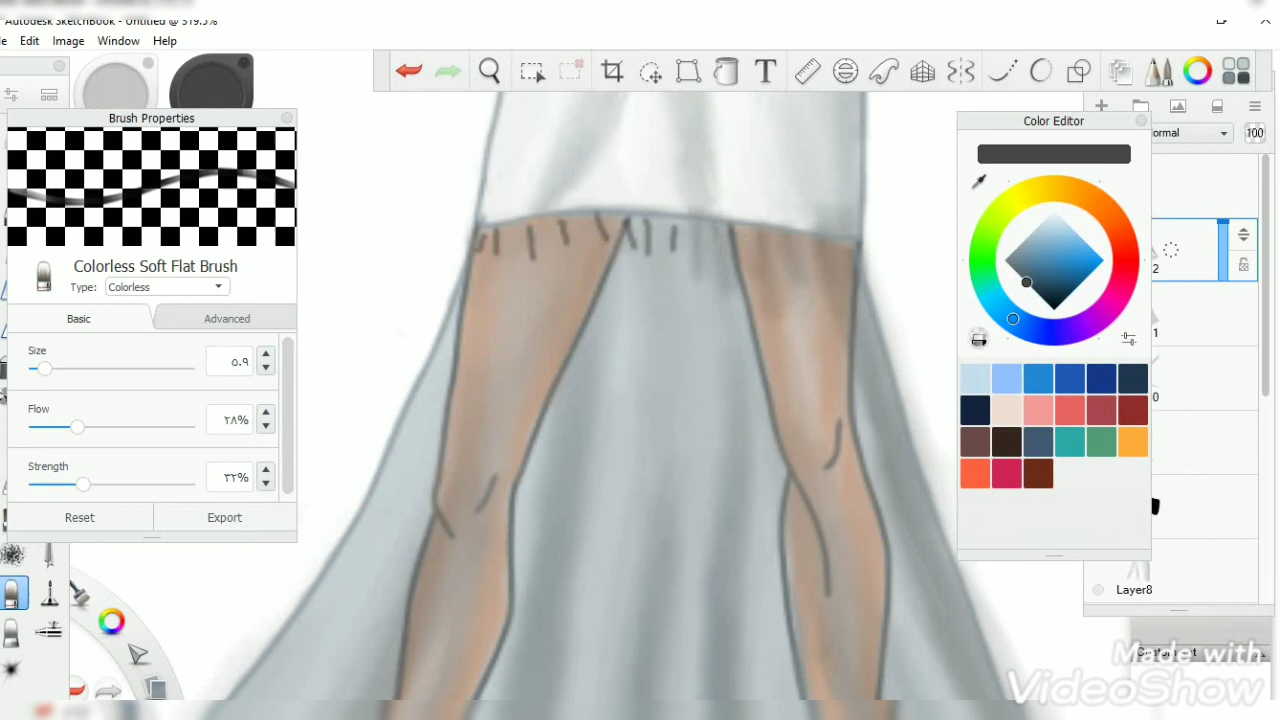 Autodesk SketchBook - Untitled @ 319.5%
Edit Image Window Help
Brush Properties
Colorless Soft Flat Brush
Type: Colorless
Basic Advanced
Size ٥.٩
Flow ٢٨%
Strength ٣٢%
Reset Export
Color Editor
ormal 100
2
1
0
Layer8
Made with
VideoShow